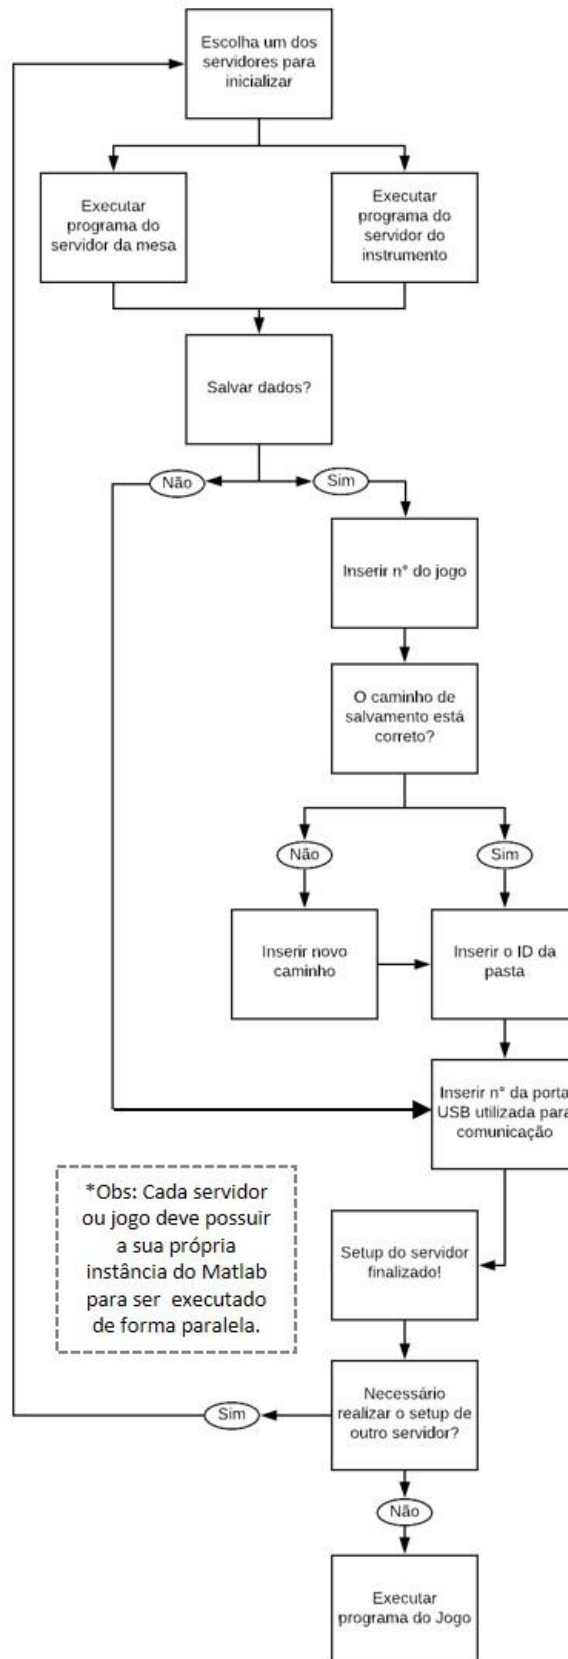 Escolha um dos
servidores para
inicializar
Executar
programa do
servidor da mesa
Executar
programa do
servidor do
instrumento
Salvar dados?
Não
Sim
Inserir n° do jogo
O caminho de
salvamento está
correto?
Não
Sim
Inserir novo
caminho
Inserir o ID da
pasta
Inserir n° da porta
USB utilizada para
comunicação
*Obs: Cada servidor
ou jogo deve possuir
a sua própria
instância do Matlab
para ser executado
de forma paralela.
Setup do servidor
finalizado!
Necessário
realizar o setup de
outro servidor?
Sim
Não
Executar
programa do Jogo